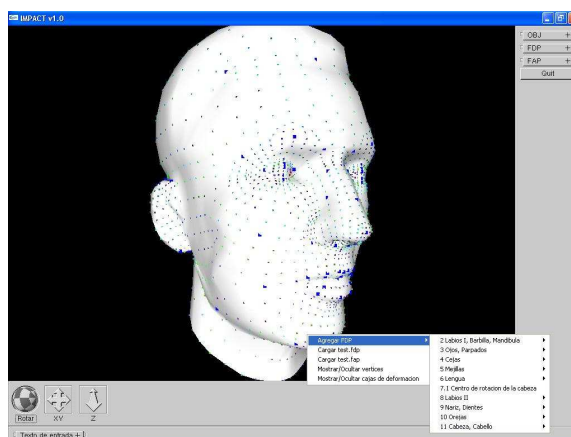 IMPACT v1.0
OBJ +
FDP +
FAP +
Quit
Agregar FDP
Cargar test.fdp
Cargar test.fap
Mostrar/Ocultar vertices
Mostrar/Ocultar cajas de deformacion
2 Labios I, Barbilla, Mandibula
3 Ojos, Parpados
4 Cejas
5 Mejillas
6 Lengua
7.1 Centro de rotacion de la cabeza
8 Labios II
9 Nariz, Dientes
10 Orejas
11 Cabeza, Cabello
Rotar XY Z
Texto de entrada +